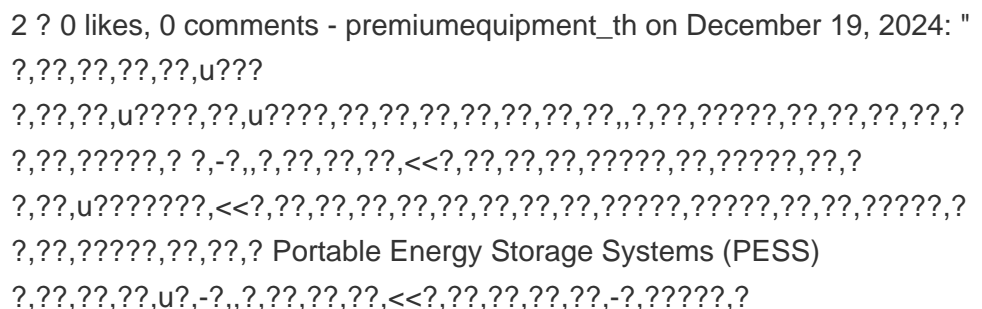 2 ? 0 likes, 0 comments - premiumequipment_th on December 19, 2024: "
?,??,??,??,??,u???
?,??,??,u????,??,u????,??,??,??,??,??,??,??,,?,??,?????,??,??,??,??,?
?,??,?????,? ?,-?,,?,??,??,??,<<?,??,??,??,?????,??,?????,??,?
?,??,u???????,<<?,??,??,??,??,??,??,??,??,?????,?????,??,??,?????,?
?,??,?????,??,??,? Portable Energy Storage Systems (PESS)
?,??,??,??,u?,-?,,?,??,??,??,<<?,??,??,??,??,-?,?????,?